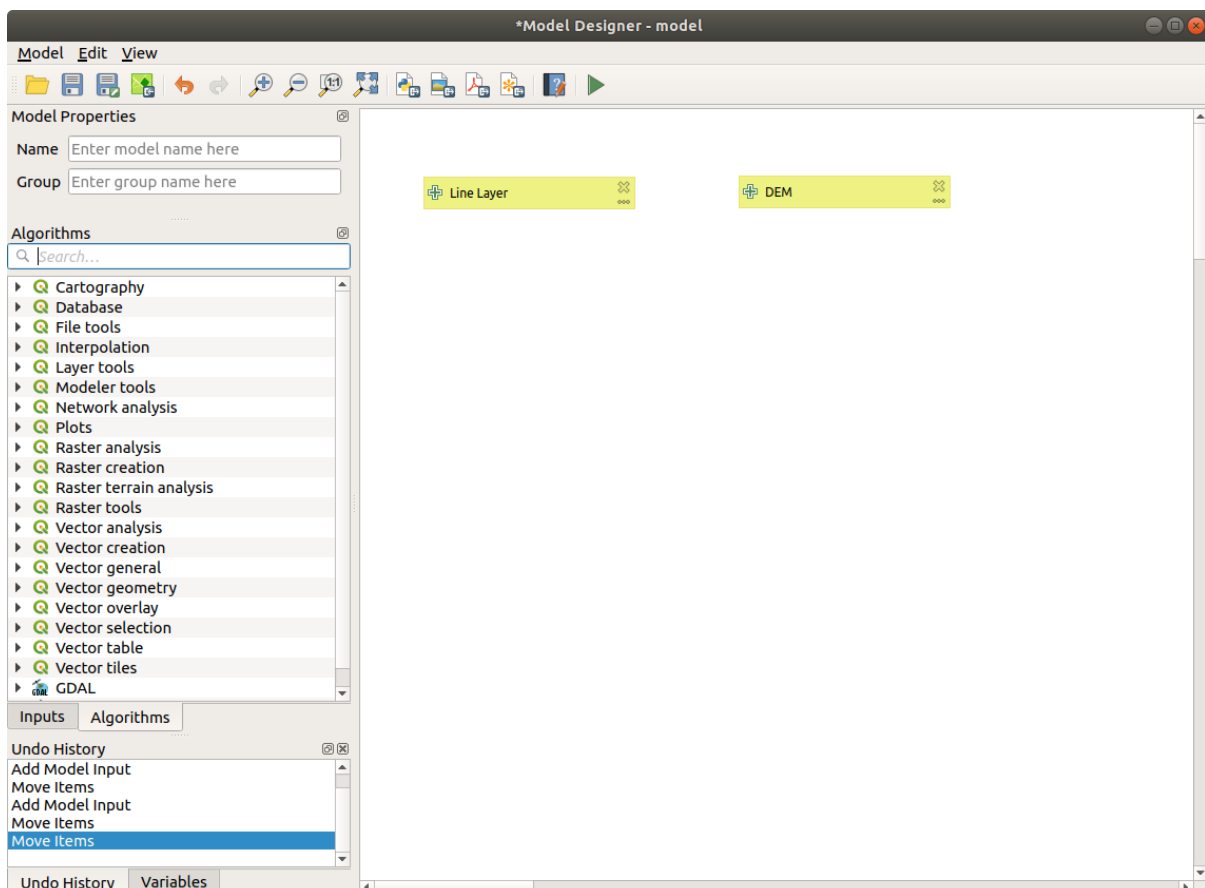 *Model Designer - model
Model Edit View
Model Properties
Name Enter model name here
Group Enter group name here
Algorithms
Search...
Cartography
Database
File tools
Interpolation
Layer tools
Modeler tools
Network analysis
Plots
Raster analysis
Raster creation
Raster terrain analysis
Raster tools
Vector analysis
Vector creation
Vector general
Vector geometry
Vector overlay
Vector selection
Vector table
Vector tiles
GDAL
Inputs Algorithms
Undo History
Add Model Input
Move Items
Add Model Input
Move Items
Move Items
Undo History Variables
1:1
Line Layer
DEM